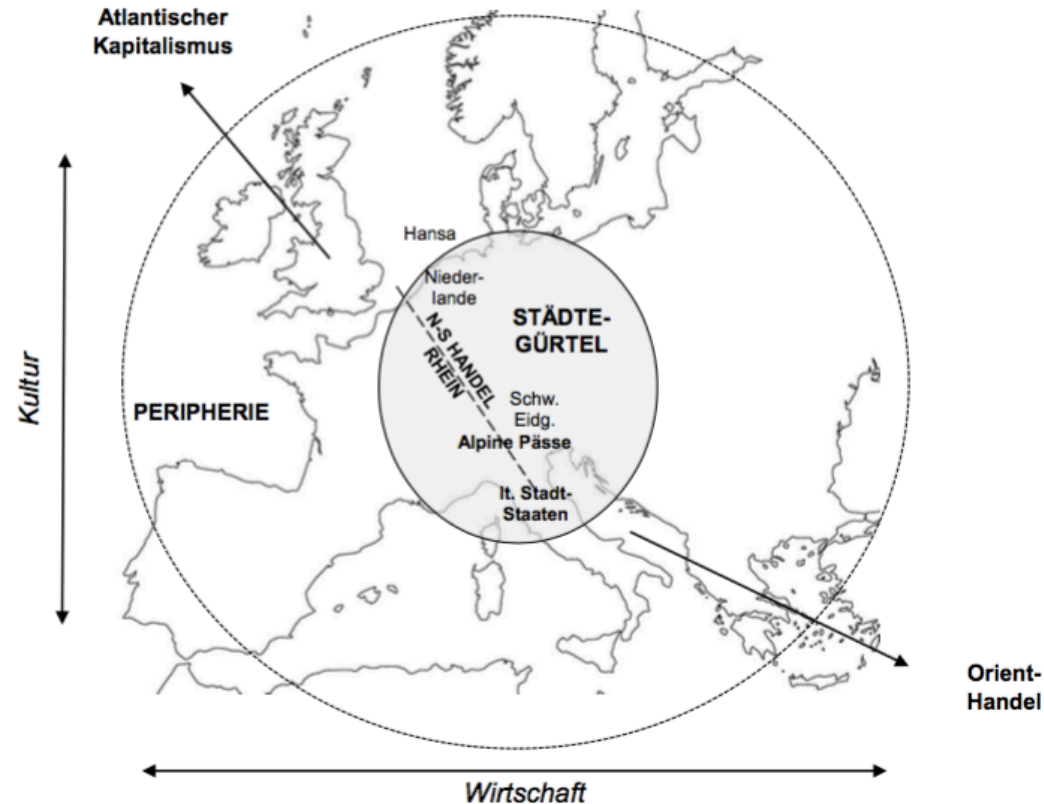 Atlantischer
Kapitalismus
Hansa
Nieder-
lande
STÄDTE-
GÜRTEL
N-S HANDEL
RHEIN
Kultur
PERIPHERIE
Schw.
Eidg.
Alpine Pässe
It. Stadt-
Staaten
Orient-
Handel
Wirtschaft